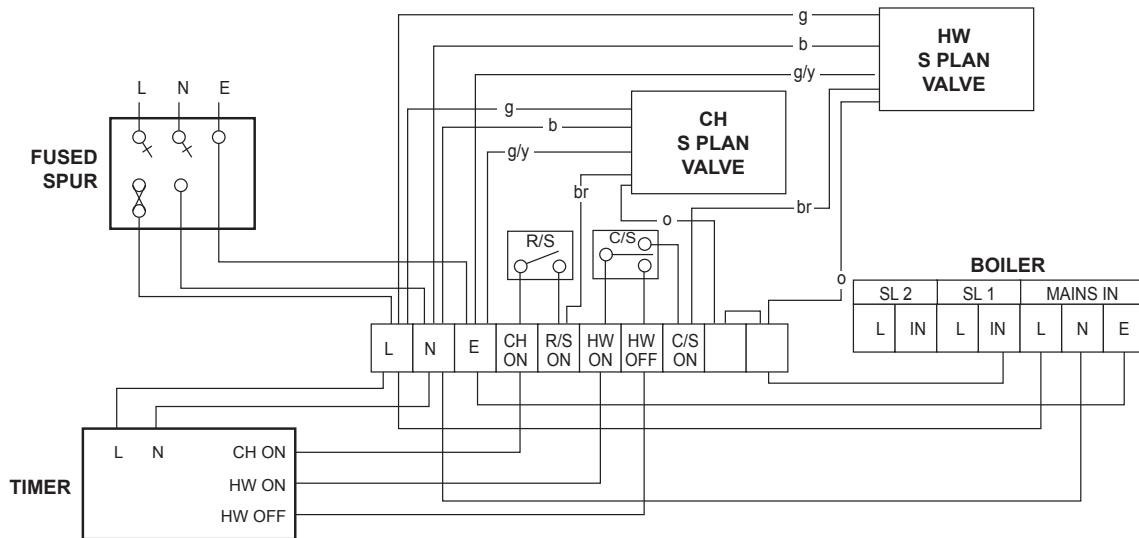 g
HW
S PLAN
VALVE
b
g/y
L N E
g
CH
S PLAN
VALVE
b
g/y
FUSED
SPUR
br
br
o
R/S
C/S
o
BOILER
SL 2 SL 1 MAINS IN
L IN L IN L N E
L N E CH ON R/S ON HW ON HW OFF C/S ON
L N CH ON
TIMER
HW ON
HW OFF